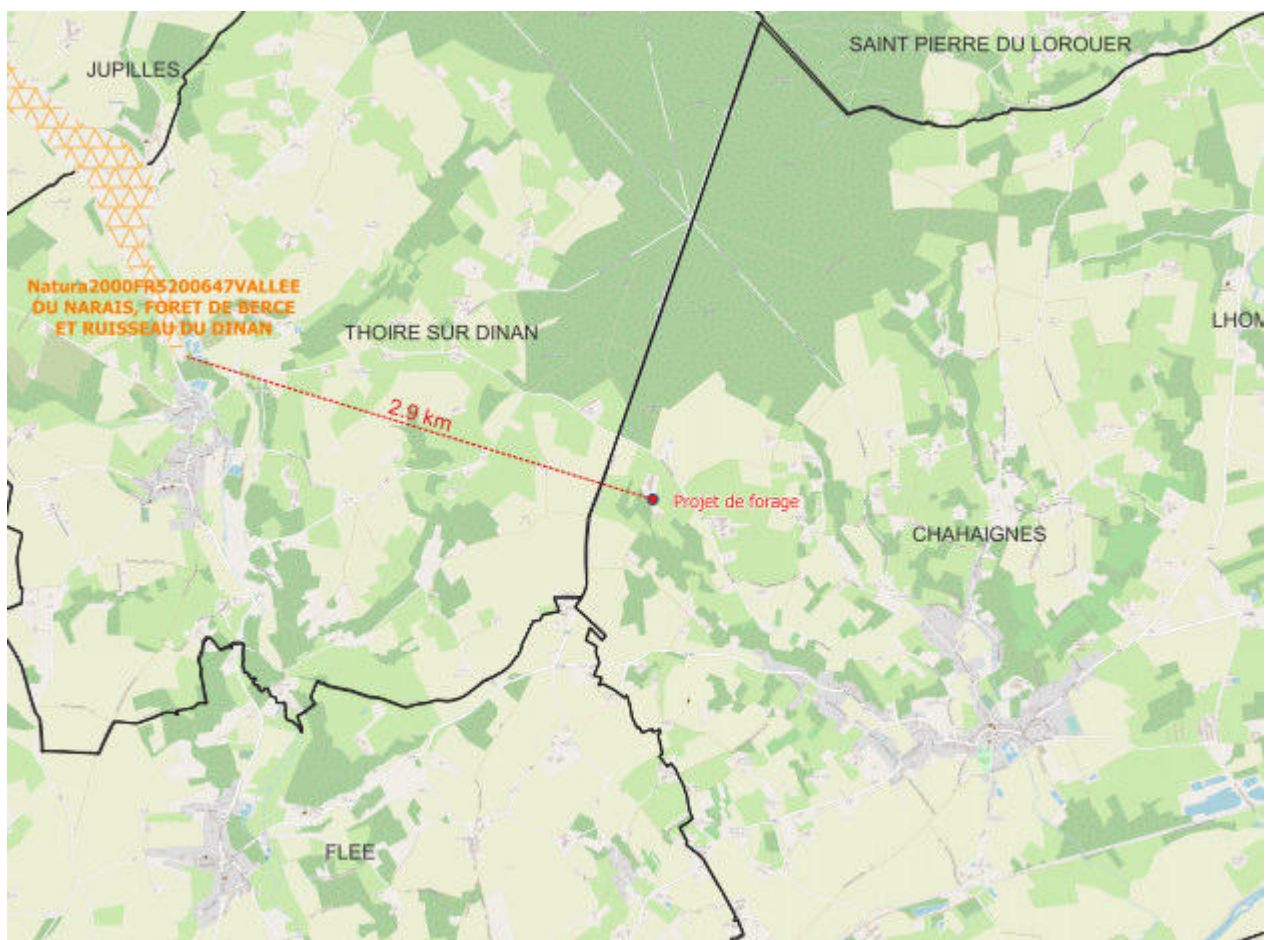 SAINT PIERRE DU LOROUER
JUPILLES
Natura2000FR5200647VALLEE
DU NARAIS, FORET DE BERCE
ET RUISSEAU DU DINAN
THOIRE SUR DINAN
LHOM
2.9 km
Projet de forage
CHAHAIGNES
FLEE